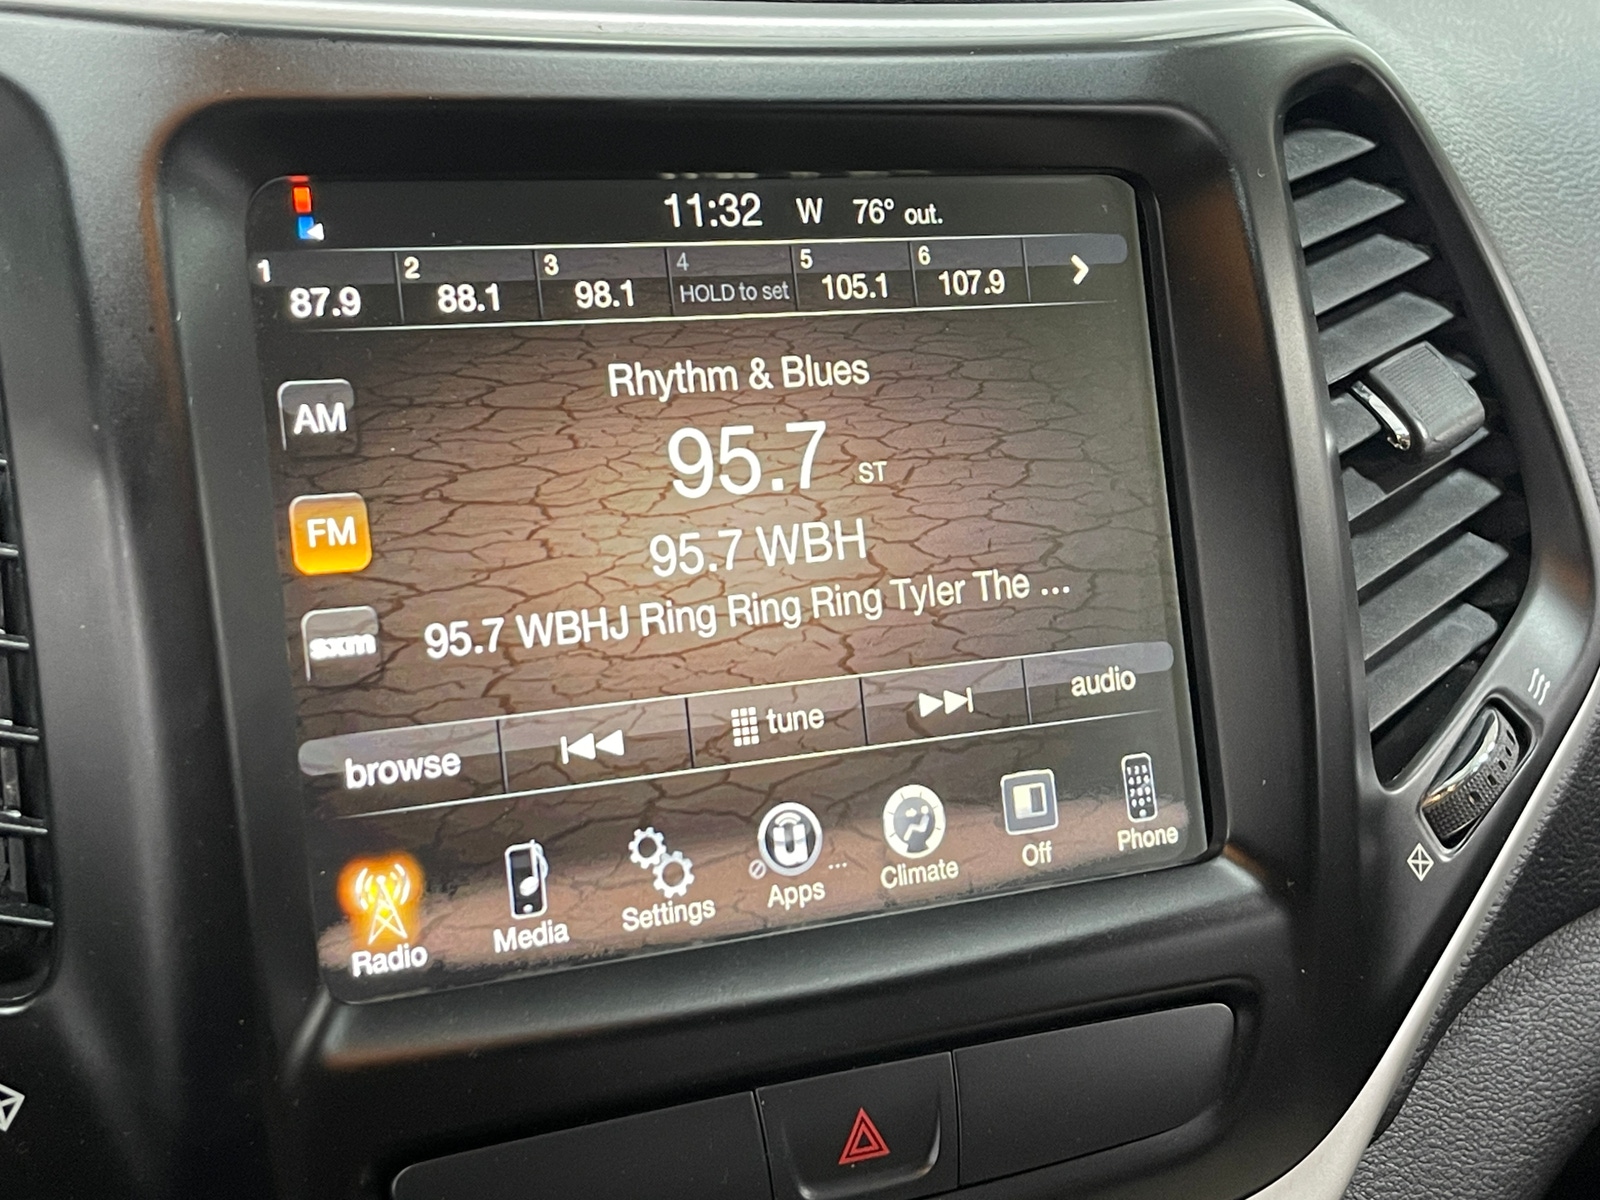 11:32 W 76° out.
1 2 3 4 5 6
87.9 88.1 98.1 HOLD to set 105.1 107.9
Rhythm & Blues
AM
95.7 ST
FM
95.7 WBH
sxm
95.7 WBHJ Ring Ring Ring Tyler The ...
browse tune audio
Radio Media Settings Apps ... Climate Off Phone